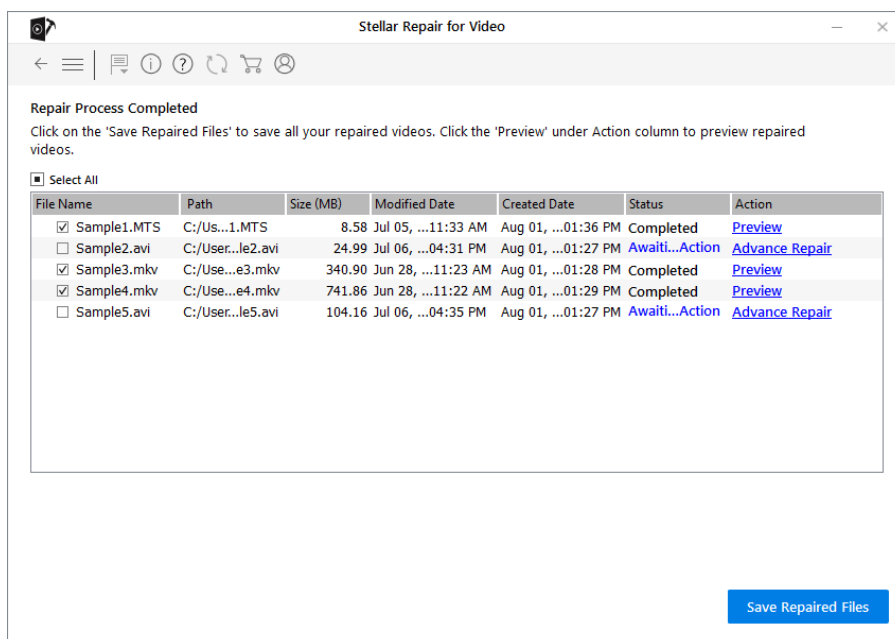 Stellar Repair for Video
Repair Process Completed
Click on the 'Save Repaired Files' to save all your repaired videos. Click the 'Preview' under Action column to preview repaired
videos.
Select All
File Name Path Size (MB) Modified Date Created Date Status Action
Sample1.MTS C:/Us...1.MTS 8.58 Jul 05, ...11:33 AM Aug 01, ...01:36 PM Completed Preview
Sample2.avi C:/User...le2.avi 24.99 Jul 06, ...04:31 PM Aug 01, ...01:27 PM Awaiti...Action Advance Repair
Sample3.mkv C:/Use...e3.mkv 340.90 Jun 28, ...11:23 AM Aug 01, ...01:28 PM Completed Preview
Sample4.mkv C:/Use...e4.mkv 741.86 Jun 28, ...11:22 AM Aug 01, ...01:29 PM Completed Preview
Sample5.avi C:/User...le5.avi 104.16 Jul 06, ...04:35 PM Aug 01, ...01:27 PM Awaiti...Action Advance Repair
Save Repaired Files